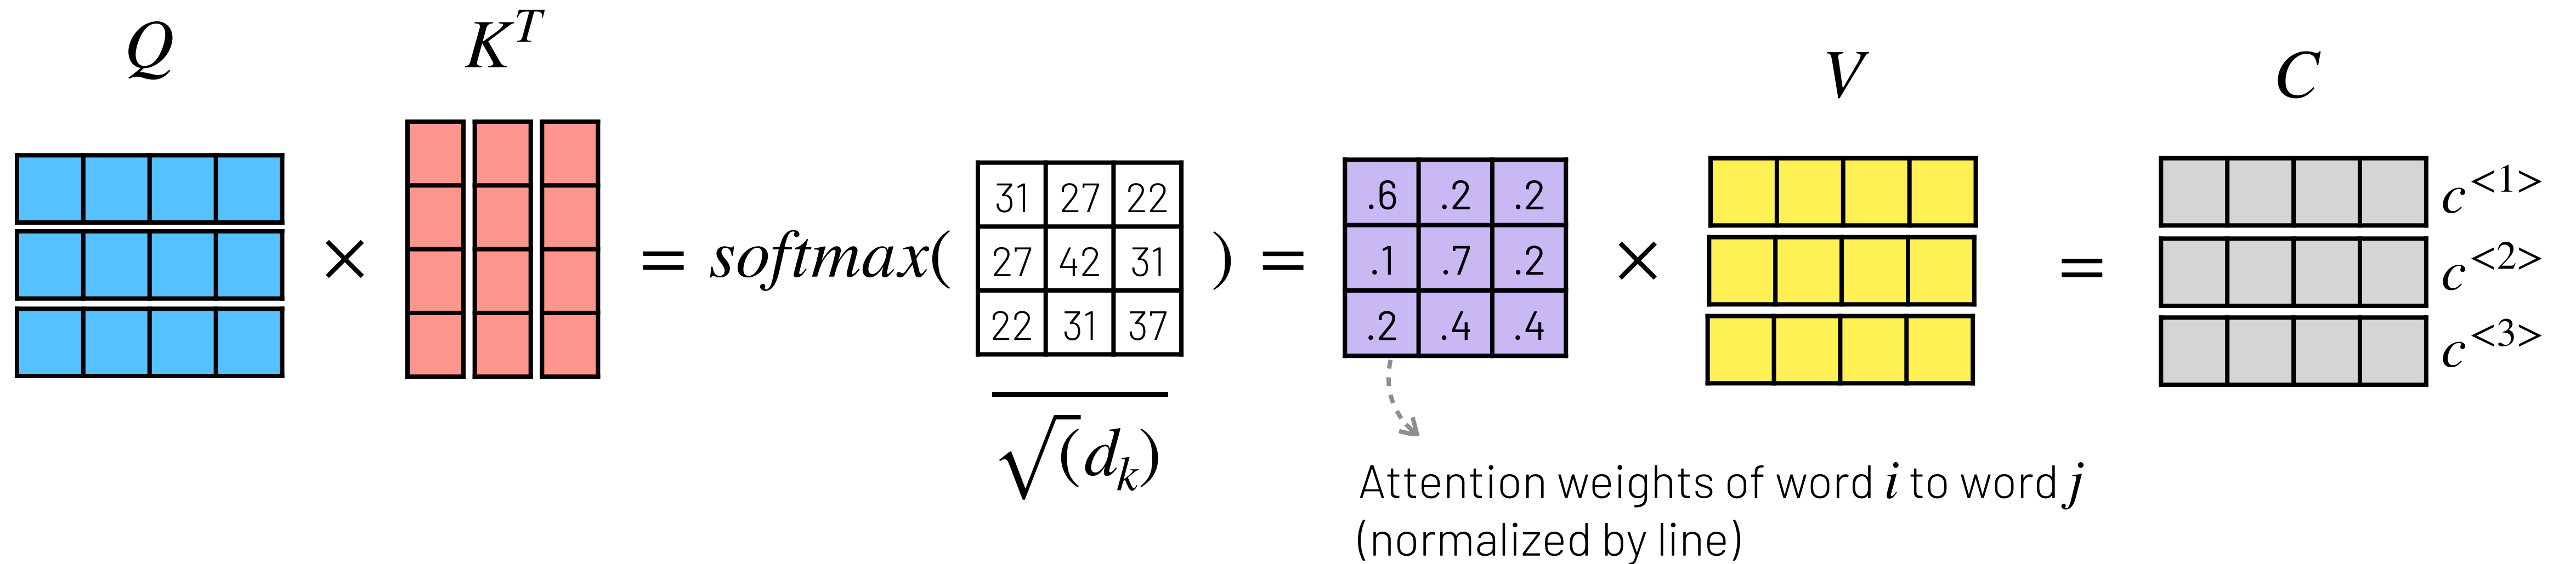 Q
K^T
V
C
× = softmax( ) = × =
31 27 22
27 42 31
22 31 37
√(d_k)
.6 .2 .2
.1 .7 .2
.2 .4 .4
c^<1>
c^<2>
c^<3>
Attention weights of word i to word j
(normalized by line)